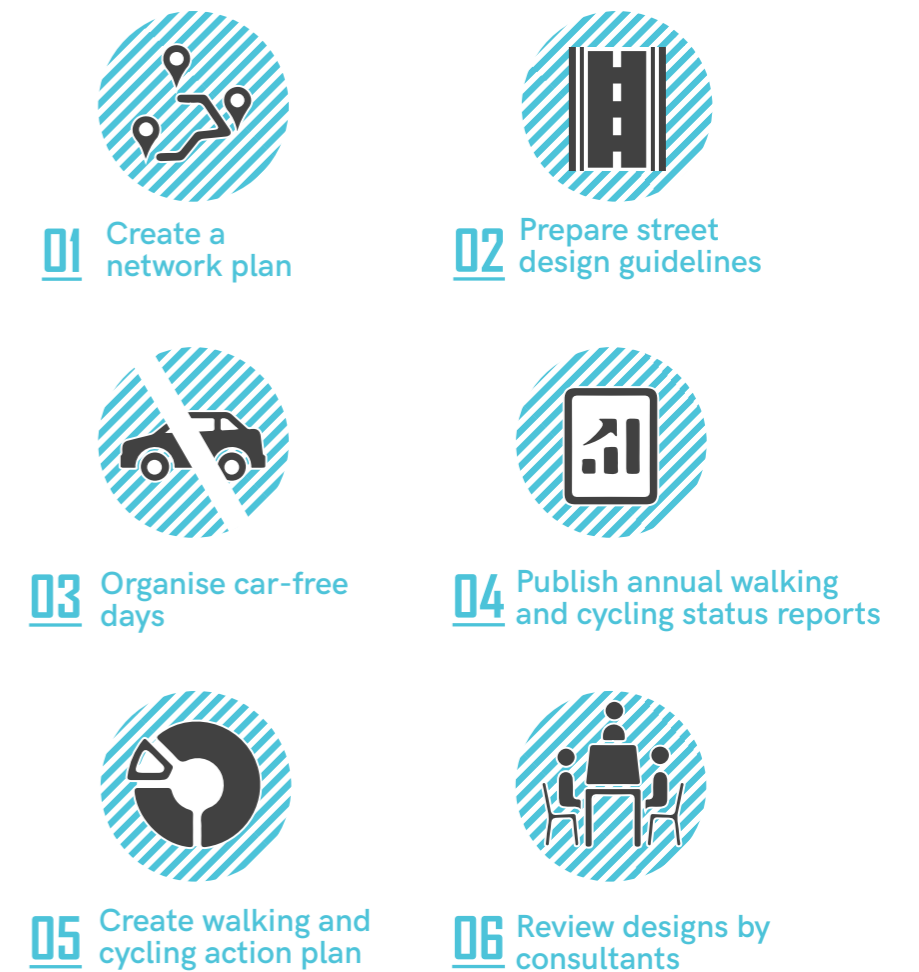 01 Create a
network plan
02 Prepare street
design guidelines
03 Organise car-free
days
04 Publish annual walking
and cycling status reports
05 Create walking and
cycling action plan
06 Review designs by
consultants